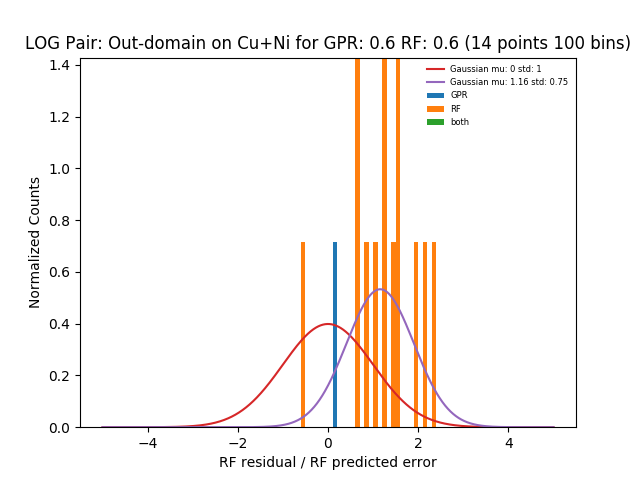 LOG Pair: Out-domain on Cu+Ni for GPR: 0.6 RF: 0.6 (14 points 100 bins)
Gaussian mu: 0 std: 1
Gaussian mu: 1.16 std: 0.75
GPR
RF
both
Normalized Counts
1.4
1.2
1.0
0.8
0.6
0.4
0.2
0.0
−4
−2
0
2
4
RF residual / RF predicted error